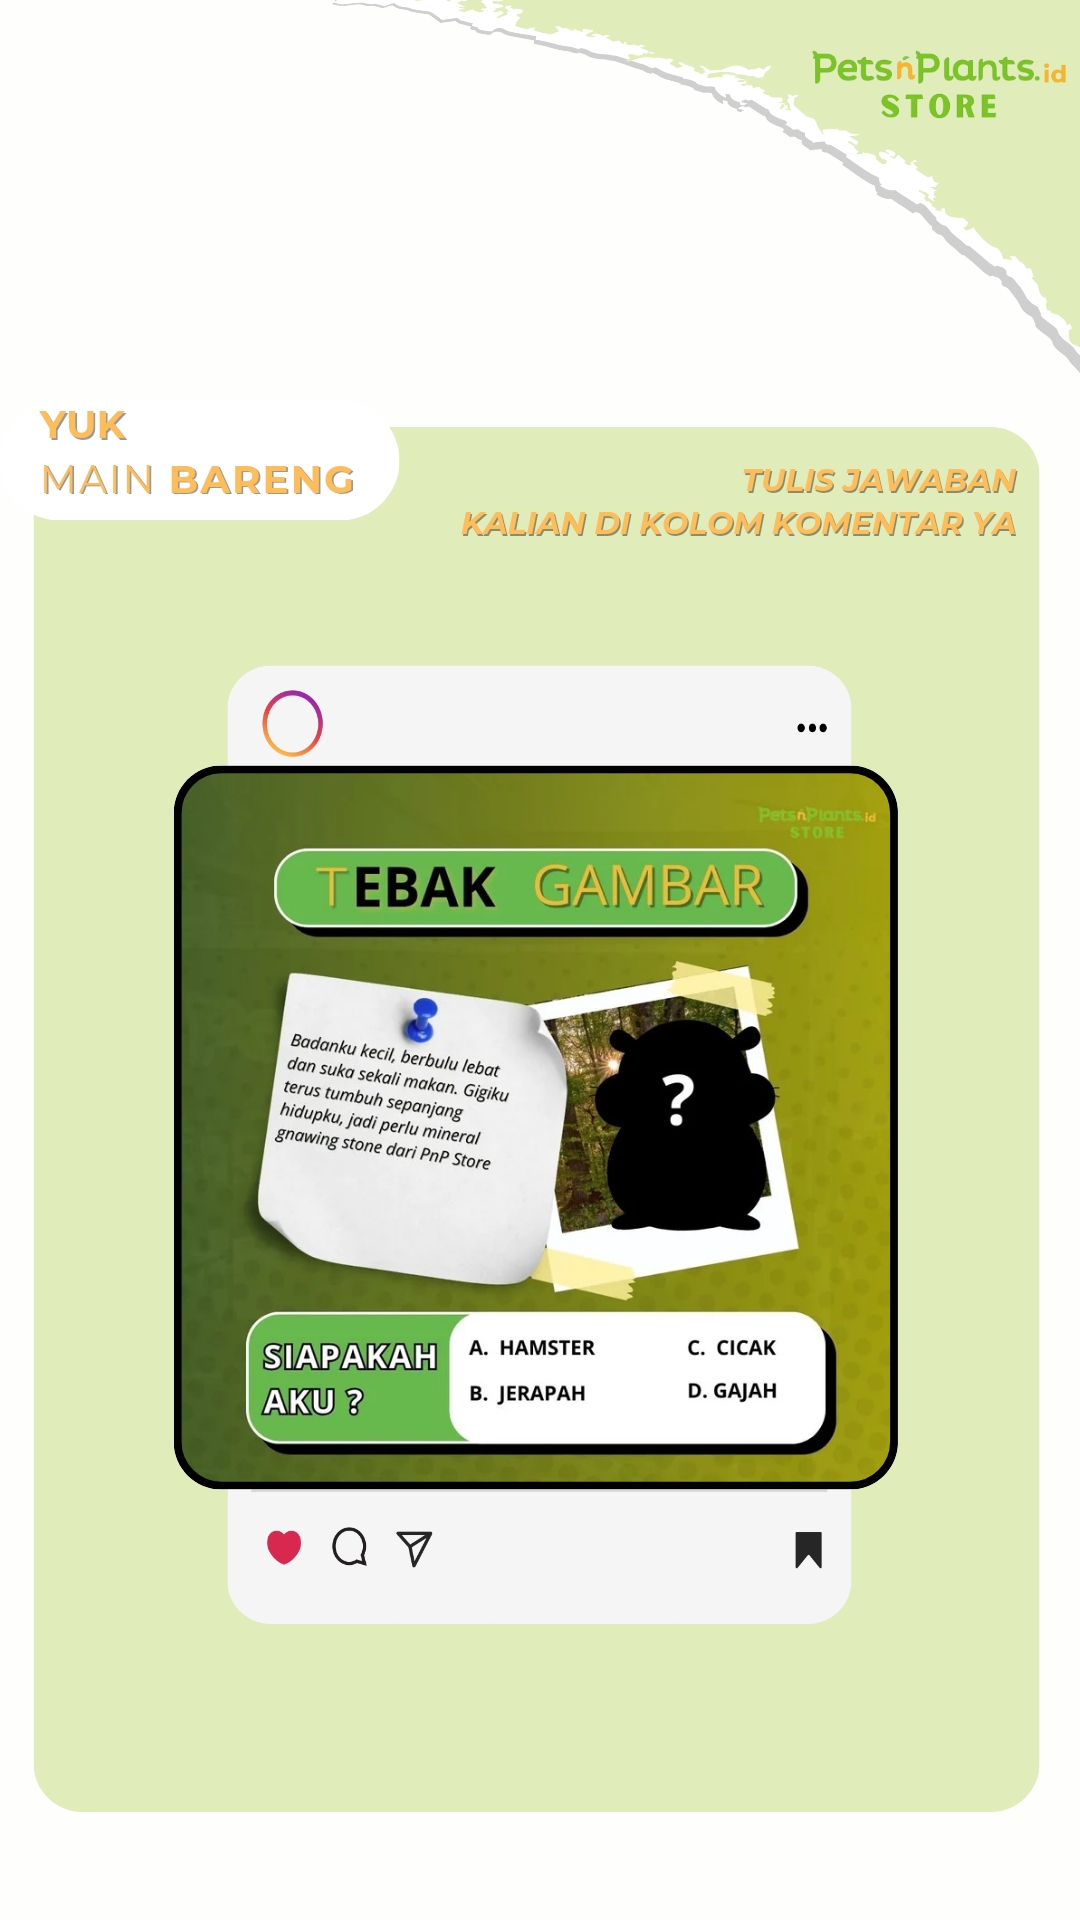 PetsńPlants.id
STORE
YUK
MAIN BARENG
TULIS JAWABAN
KALIAN DI KOLOM KOMENTAR YA
PetsńPlants.id
STORE
TEBAK GAMBAR
Badanku kecil, berbulu lebat
dan suka sekali makan. Gigiku
terus tumbuh sepanjang
hidupku, jadi perlu mineral
gnawing stone dari PnP Store
?
SIAPAKAH
AKU ?
A. HAMSTER
B. JERAPAH
C. CICAK
D. GAJAH